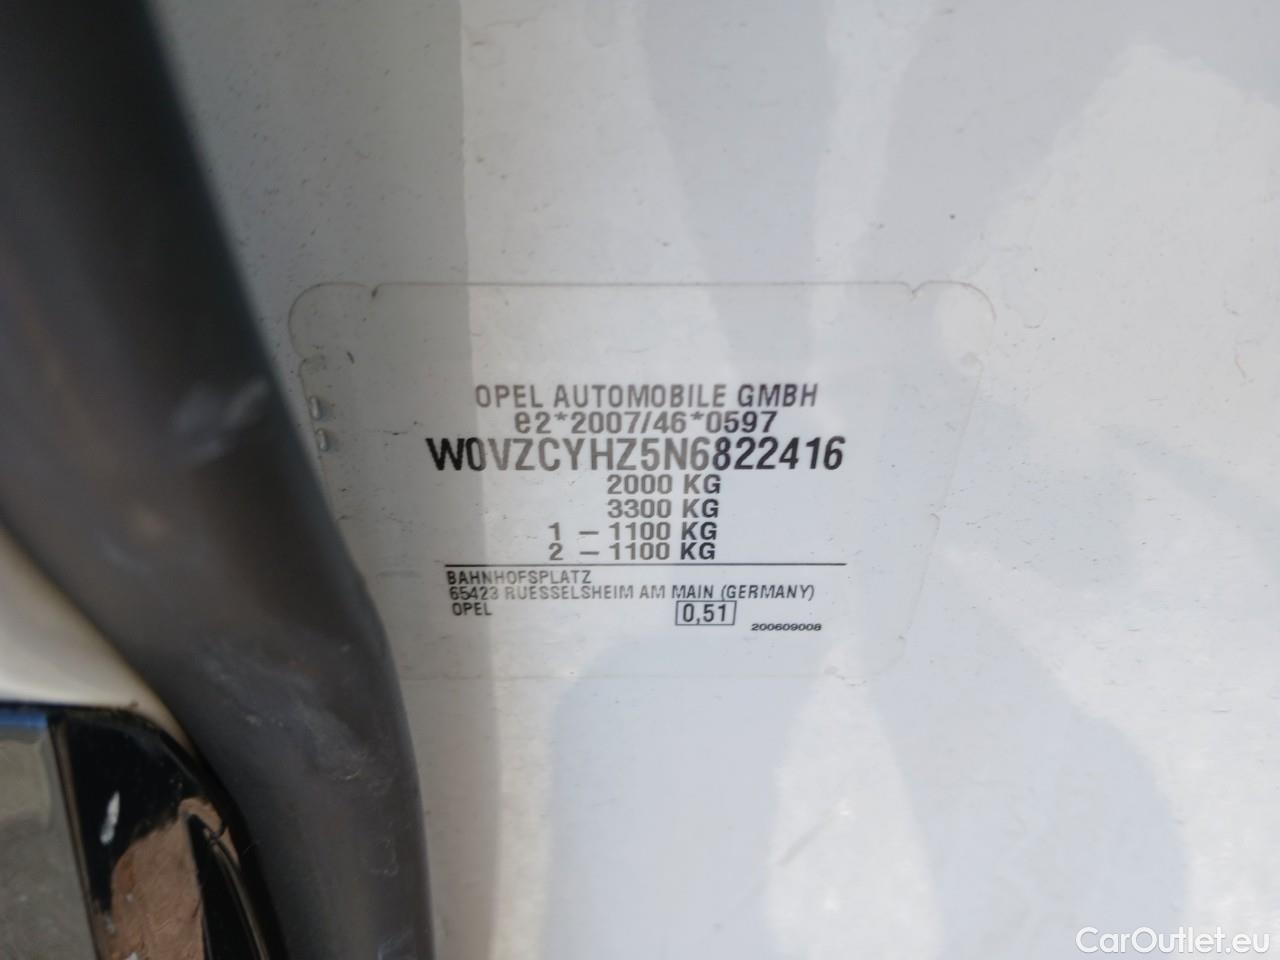 OPEL AUTOMOBILE GMBH
e2*2007/46*0597
W0VZCYHZ5N6822416
2000 KG
3300 KG
1 – 1100 KG
2 – 1100 KG
BAHNHOFSPLATZ
65423 RUESSELSHEIM AM MAIN (GERMANY)
OPEL
0,51
200609008
CarOutlet.eu